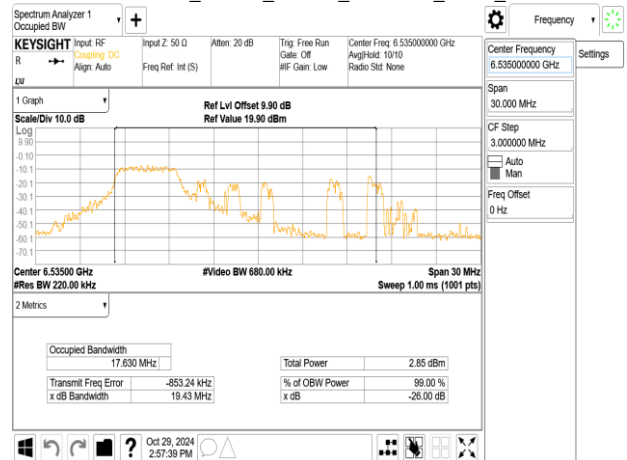 Spectrum Analyzer 1
Occupied BW
Frequency
KEYSIGHT
R
LXI
Input: RF
Coupling: DC
Align: Auto
Input Z: 50 Ω
Freq Ref: Int (S)
Atten: 20 dB
Trig: Free Run
Gate: Off
#IF Gain: Low
Center Freq: 6.535000000 GHz
Avg|Hold: 10/10
Radio Std: None
Center Frequency
6.535000000 GHz
Settings
Span
30.000 MHz
CF Step
3.000000 MHz
Auto
Man
Freq Offset
0 Hz
1 Graph
Scale/Div 10.0 dB
Ref Lvl Offset 9.90 dB
Ref Value 19.90 dBm
Log
9.90
-0.10
-10.1
-20.1
-30.1
-40.1
-50.1
-60.1
-70.1
Center 6.53500 GHz
#Video BW 680.00 kHz
Span 30 MHz
#Res BW 220.00 kHz
Sweep 1.00 ms (1001 pts)
2 Metrics
Occupied Bandwidth
17.630 MHz
Total Power 2.85 dBm
Transmit Freq Error -853.24 kHz
% of OBW Power 99.00 %
x dB Bandwidth 19.43 MHz
x dB -26.00 dB
?
Oct 29, 2024
2:57:39 PM